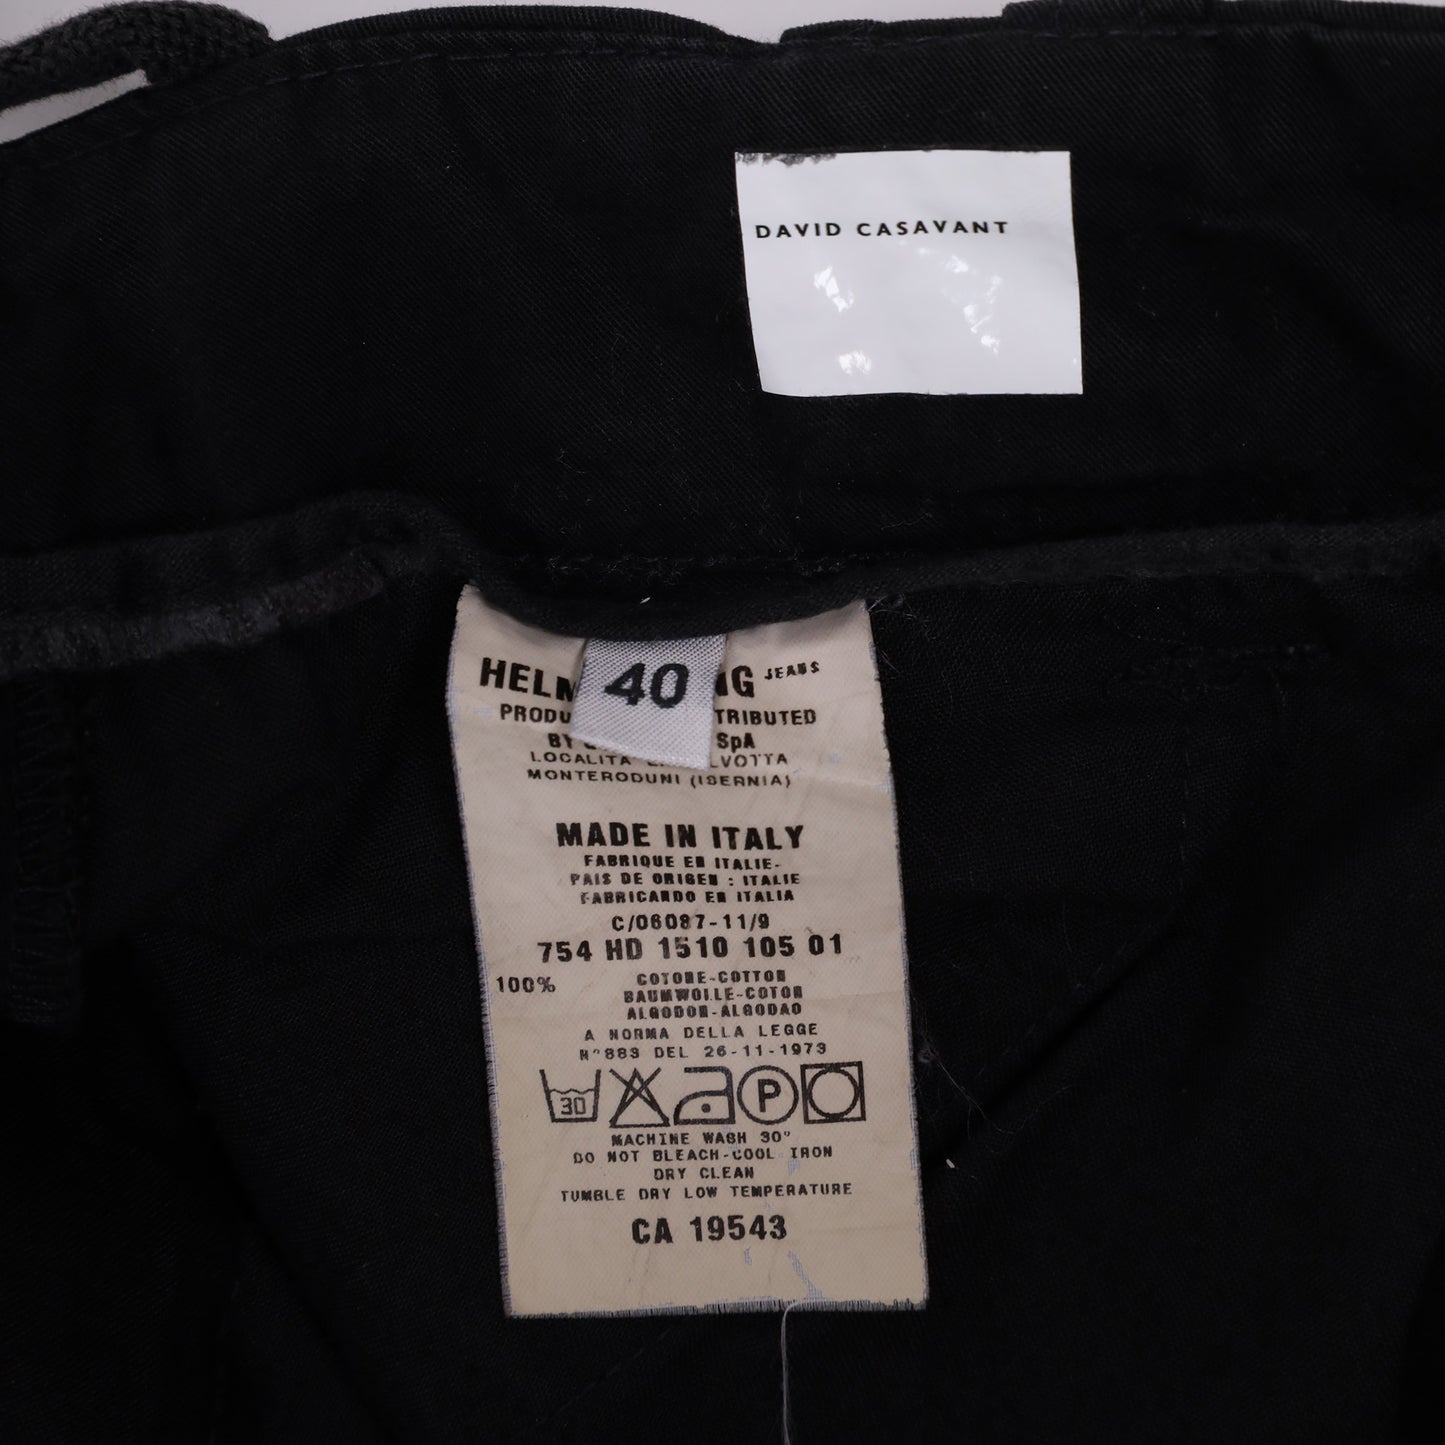 DAVID CASAVANT
40
HELM NG JEANS
PRODU TRIBUTED
BY SpA
LOCALITA LVOTTA
MONTERODUNI (ISERNIA)
MADE IN ITALY
FABRIQUE EN ITALIE-
PAIS DE ORIGEN : ITALIE
FABRICANDO EN ITALIA
C/06087-11/9
754 HD 1510 105 01
100% COTONE-COTTON
BAUMWOLLE-COTON
ALGODON-ALGODAO
A NORMA DELLA LEGGE
N°883 DEL 26-11-1973
30 P
MACHINE WASH 30°
DO NOT BLEACH-COOL IRON
DRY CLEAN
TUMBLE DRY LOW TEMPERATURE
CA 19543